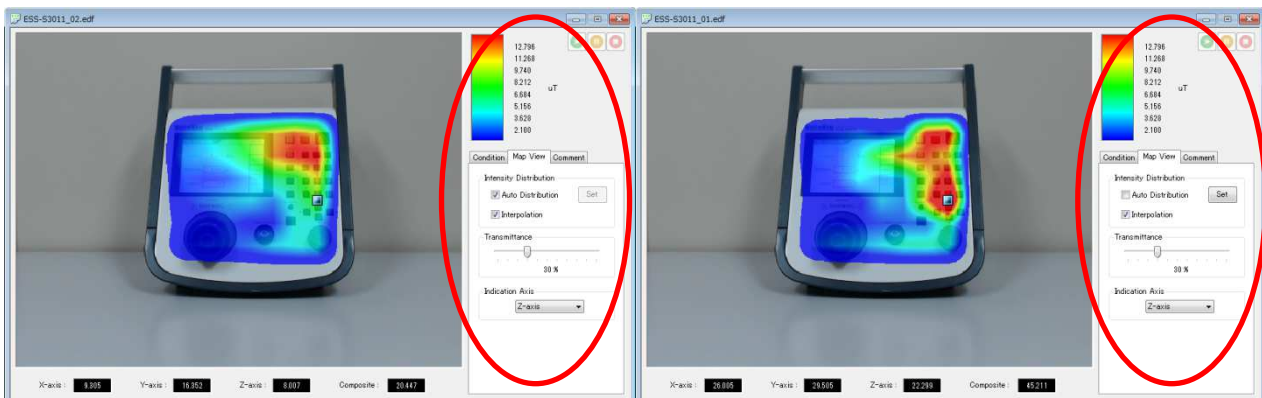 ESS-S3011_02.edf
12.796
11.268
9.740
8.212
6.684
5.156
3.628
2.100
uT
Condition Map View Comment
Intensity Distribution
Auto Distribution Set
Interpolation
Transmittance
30 %
Indication Axis
Z-axis
X-axis : 9.305 Y-axis : 16.352 Z-axis : 8.007 Composite : 20.447
ESS-S3011_01.edf
12.796
11.268
9.740
8.212
6.684
5.156
3.628
2.100
uT
Condition Map View Comment
Intensity Distribution
Auto Distribution Set
Interpolation
Transmittance
30 %
Indication Axis
Z-axis
X-axis : 26.005 Y-axis : 29.505 Z-axis : 22.299 Composite : 45.211